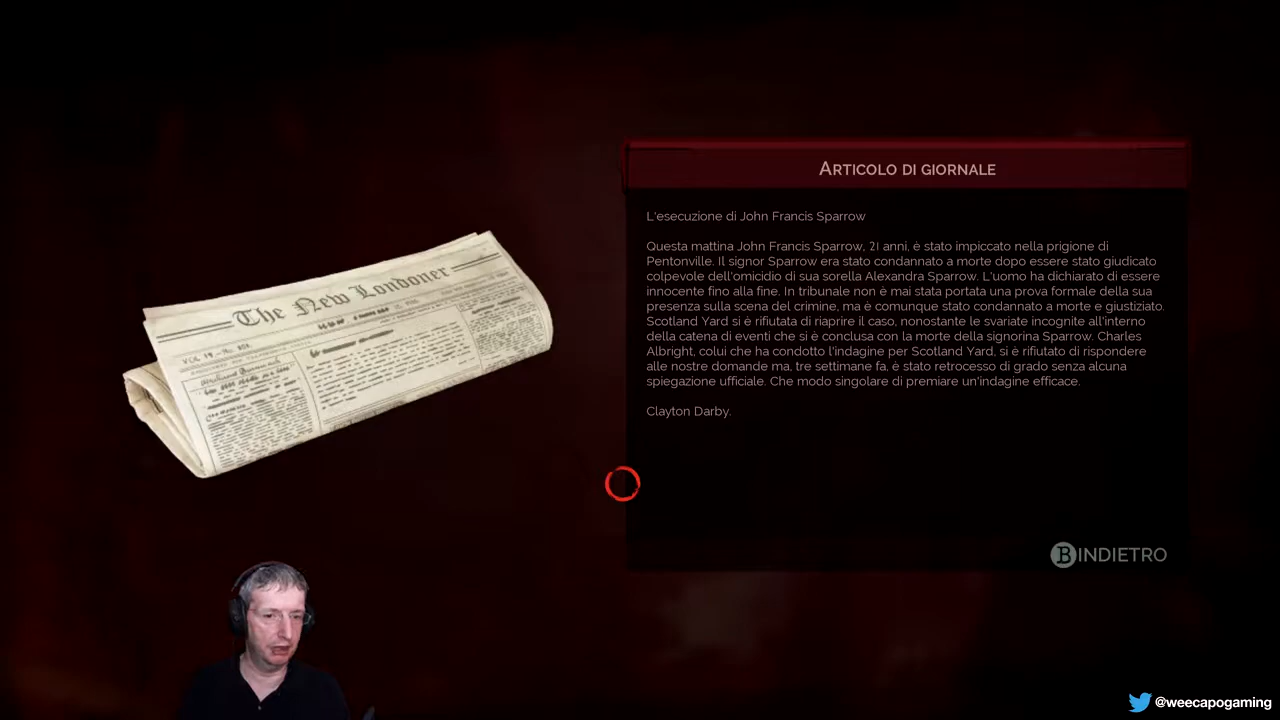 The New Londoner
VOL. 19 - No. 801.
ARTICOLO DI GIORNALE
L'esecuzione di John Francis Sparrow
Questa mattina John Francis Sparrow, 21 anni, è stato impiccato nella prigione di
Pentonville. Il signor Sparrow era stato condannato a morte dopo essere stato giudicato
colpevole dell'omicidio di sua sorella Alexandra Sparrow. L'uomo ha dichiarato di essere
innocente fino alla fine. In tribunale non è mai stata portata una prova formale della sua
presenza sulla scena del crimine, ma è comunque stato condannato a morte e giustiziato.
Scotland Yard si è rifiutata di riaprire il caso, nonostante le svariate incognite all'interno
della catena di eventi che si è conclusa con la morte della signorina Sparrow. Charles
Albright, colui che ha condotto l'indagine per Scotland Yard, si è rifiutato di rispondere
alle nostre domande ma, tre settimane fa, è stato retrocesso di grado senza alcuna
spiegazione ufficiale. Che modo singolare di premiare un'indagine efficace.
Clayton Darby.
B INDIETRO
@weecapogaming